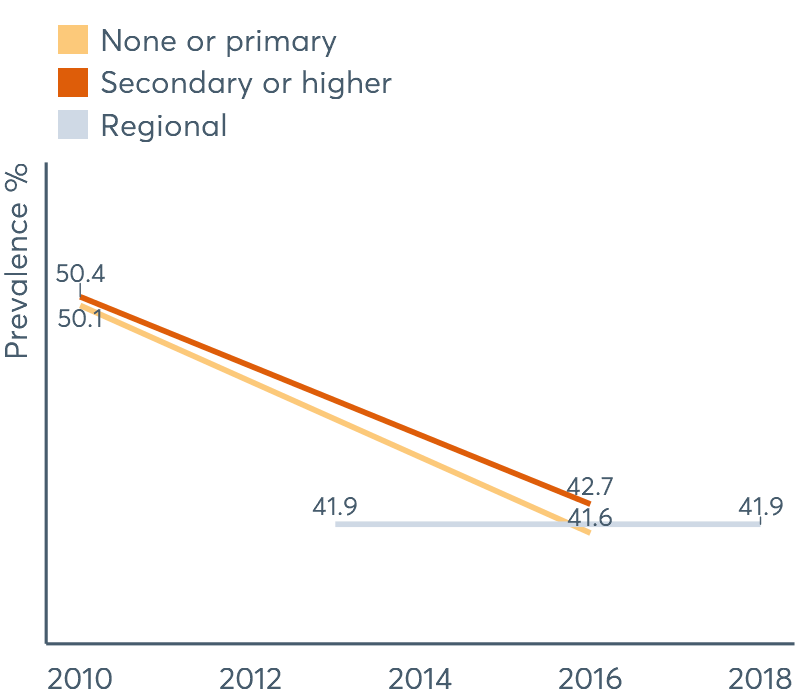 None or primary
Secondary or higher
Regional
Prevalence %
50.4
50.1
42.7
41.9
41.9
41.6
2010 2012 2014 2016 2018